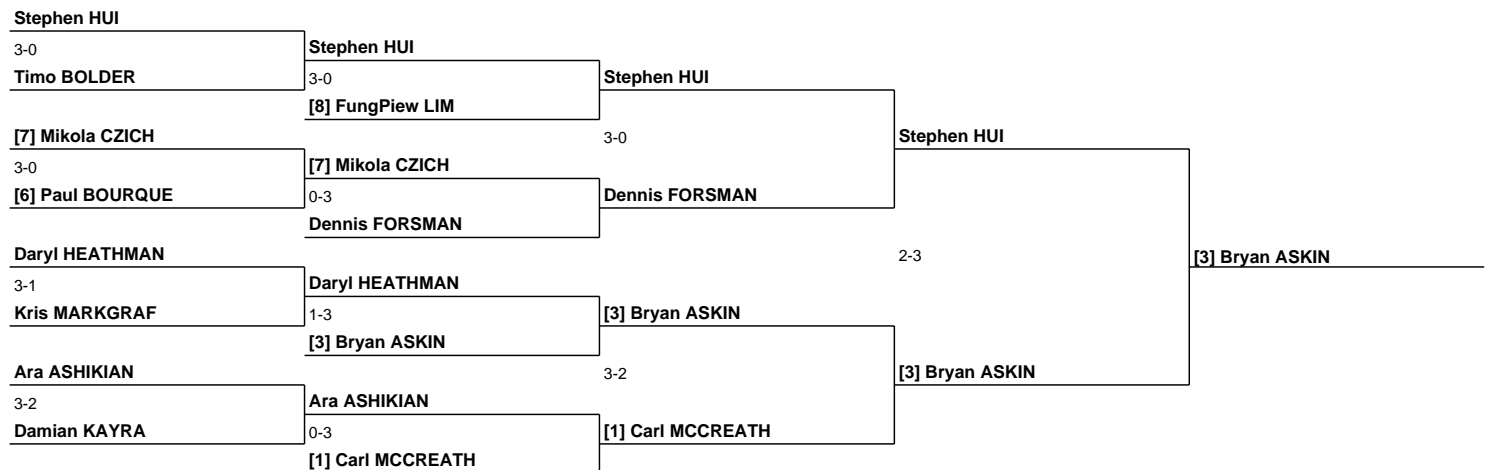 Stephen HUI
3-0
Timo BOLDER
[7] Mikola CZICH
3-0
[6] Paul BOURQUE
Daryl HEATHMAN
3-1
Kris MARKGRAF
Ara ASHIKIAN
3-2
Damian KAYRA
Stephen HUI
3-0
[8] FungPiew LIM
[7] Mikola CZICH
0-3
Dennis FORSMAN
Daryl HEATHMAN
1-3
[3] Bryan ASKIN
Ara ASHIKIAN
0-3
[1] Carl MCCREATH
Stephen HUI
3-0
Dennis FORSMAN
[3] Bryan ASKIN
3-2
[1] Carl MCCREATH
Stephen HUI
2-3
[3] Bryan ASKIN
[3] Bryan ASKIN